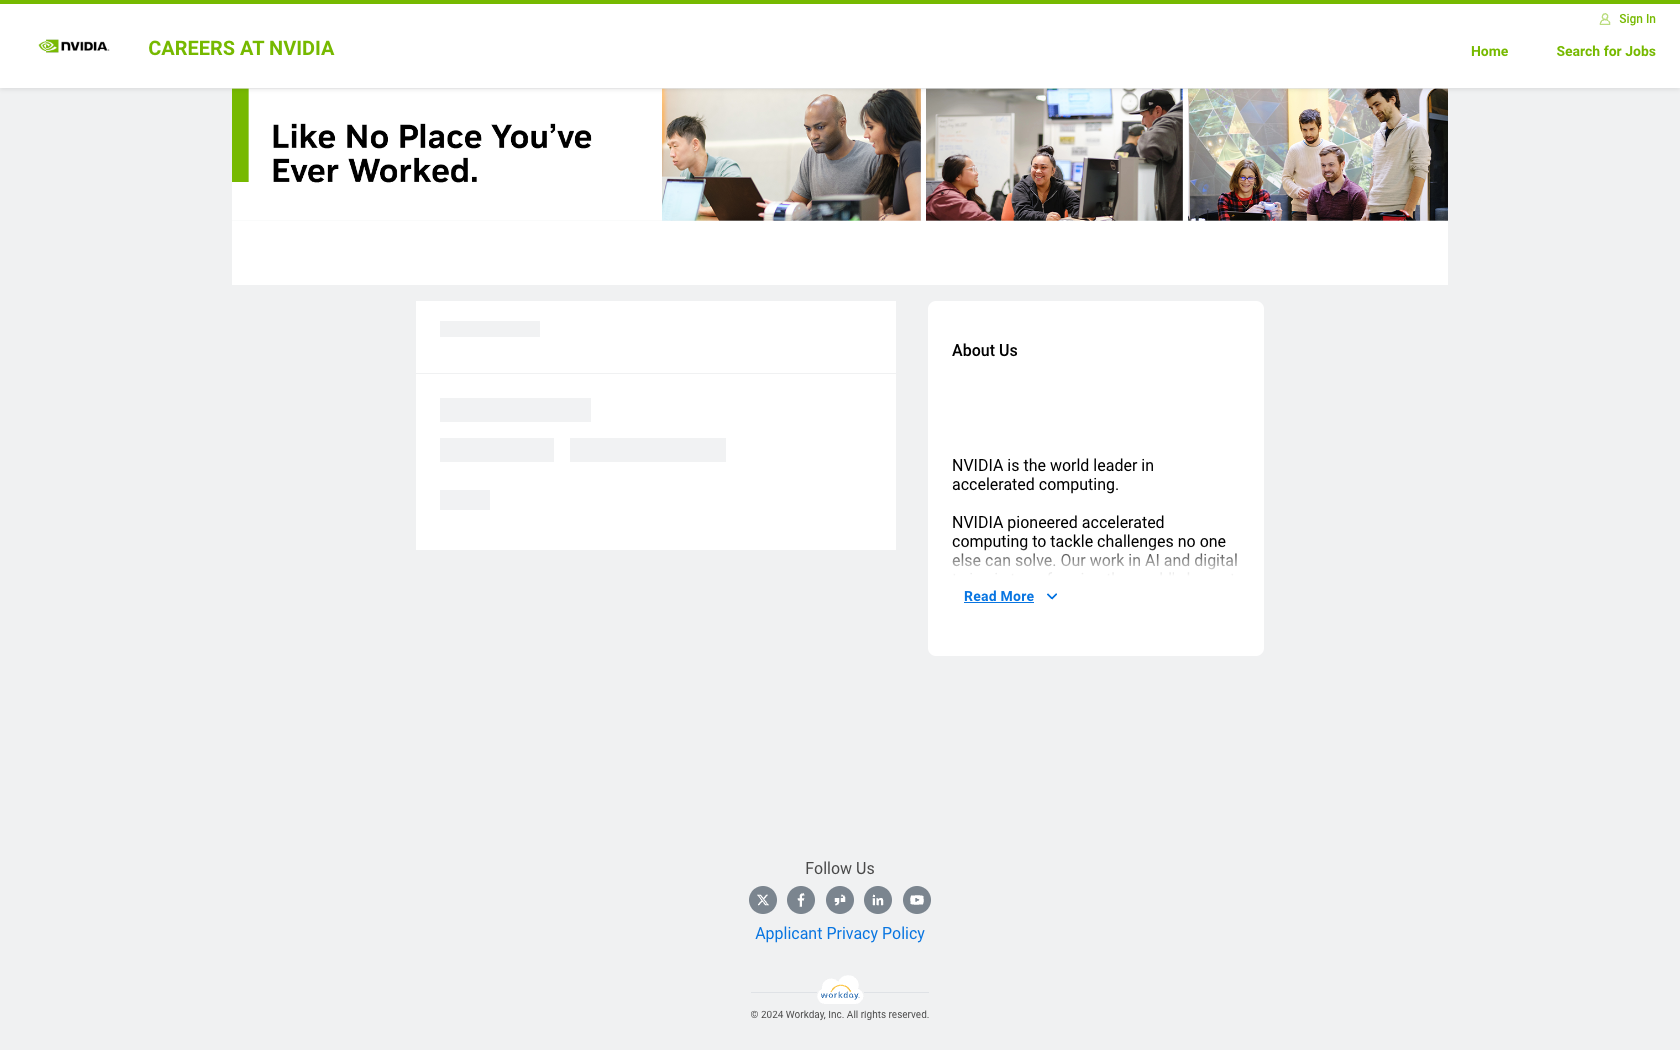 Sign In
NVIDIA.
CAREERS AT NVIDIA
Home
Search for Jobs
Like No Place You’ve
Ever Worked.
About Us
NVIDIA is the world leader in
accelerated computing.
NVIDIA pioneered accelerated
computing to tackle challenges no one
else can solve. Our work in AI and digital
Read More
Follow Us
Applicant Privacy Policy
workday.
© 2024 Workday, Inc. All rights reserved.